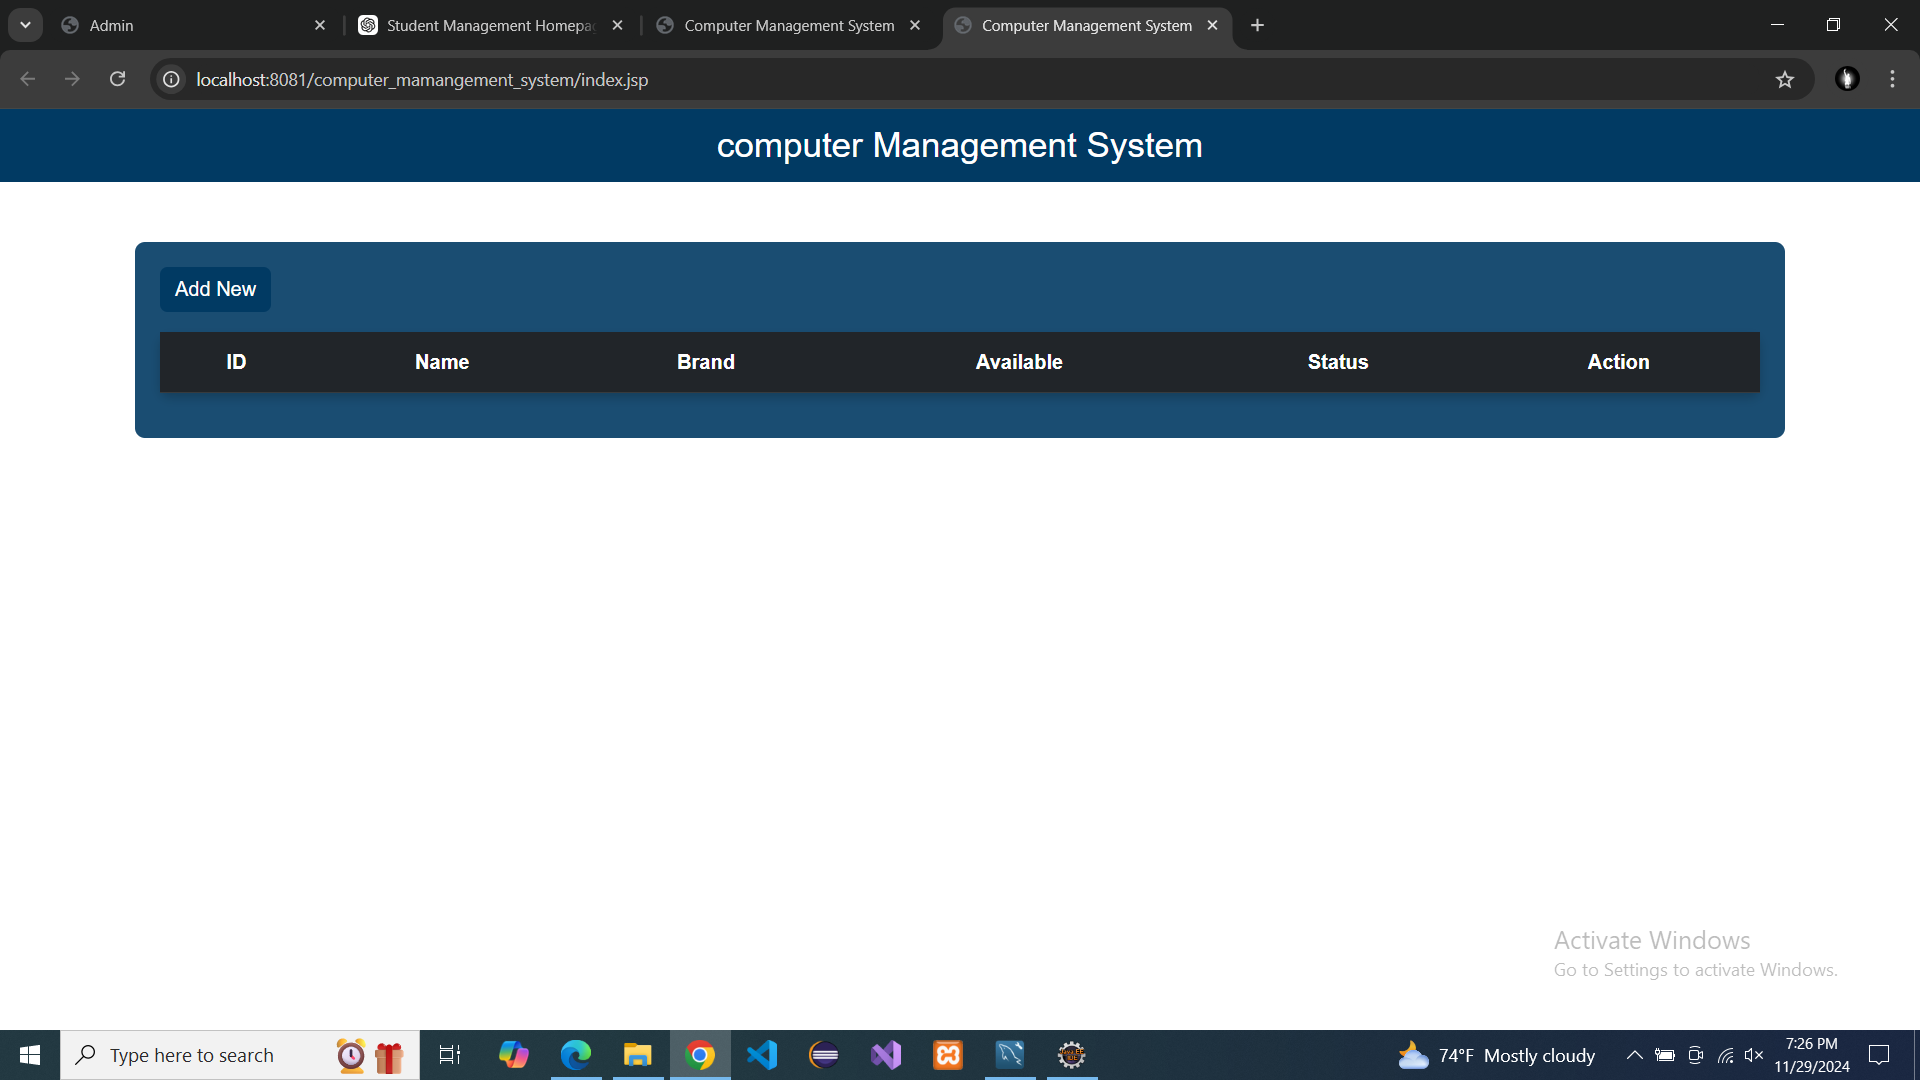 Admin
Student Management Homepa
Computer Management System
Computer Management System
localhost:8081/computer_mamangement_system/index.jsp
computer Management System
Add New
ID Name Brand Available Status Action
Activate Windows
Go to Settings to activate Windows.
Type here to search
74°F Mostly cloudy
7:26 PM
11/29/2024